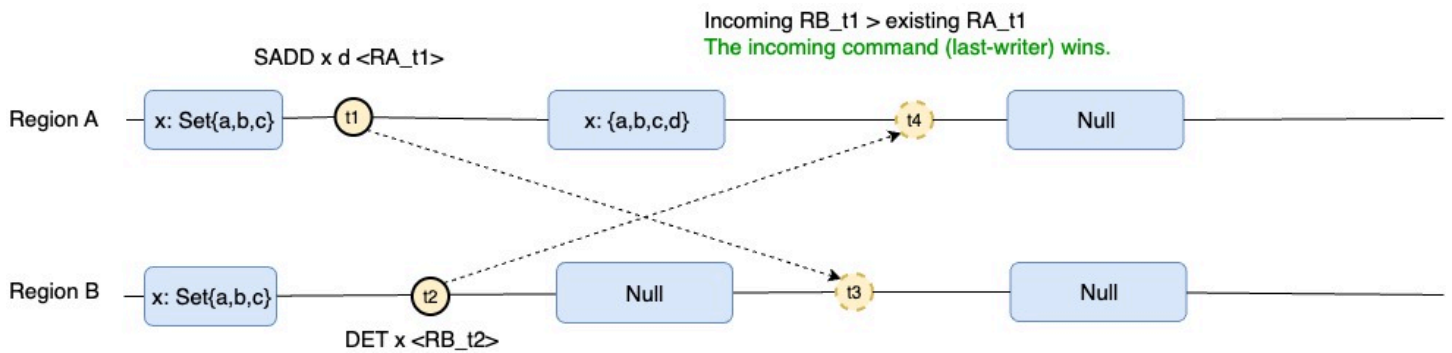 Incoming RB_t1 > existing RA_t1
The incoming command (last-writer) wins.
SADD x d <RA_t1>
Region A
x: Set{a,b,c}
t1
x: {a,b,c,d}
t4
Null
Region B
x: Set{a,b,c}
t2
Null
t3
Null
DET x <RB_t2>